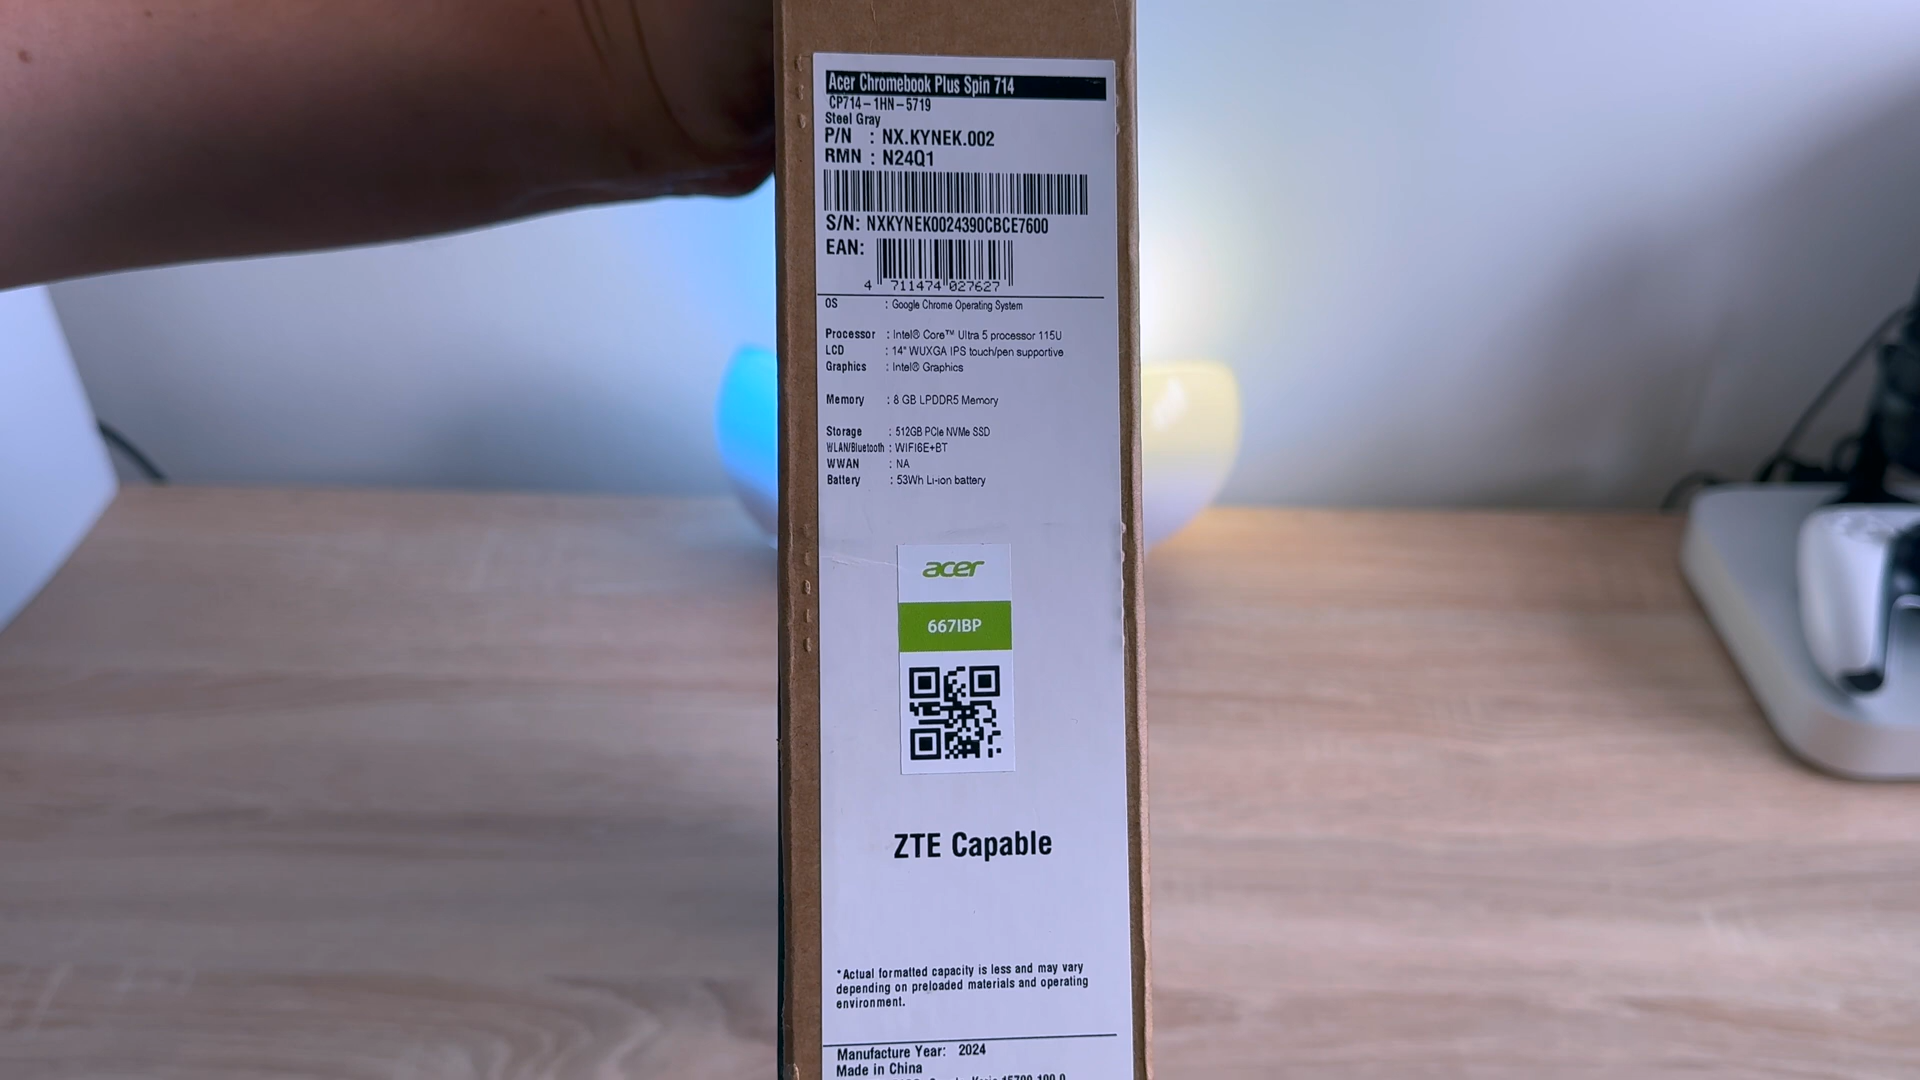 Acer Chromebook Plus Spin 714
CP714-1HN-5719
Steel Gray
P/N : NX.KYNEK.002
RMN : N24Q1
S/N: NXKYNEK0024390CBCE7600
EAN:
4 711474 027627
OS : Google Chrome Operating System
Processor : Intel® Core™ Ultra 5 processor 115U
LCD : 14" WUXGA IPS touch/pen supportive
Graphics : Intel® Graphics
Memory : 8 GB LPDDR5 Memory
Storage : 512GB PCIe NVMe SSD
WLAN/Bluetooth : WIFI6E+BT
WWAN : NA
Battery : 53Wh Li-ion battery
acer
667IBP
ZTE Capable
*Actual formatted capacity is less and may vary
depending on preloaded materials and operating
environment.
Manufacture Year: 2024
Made in China